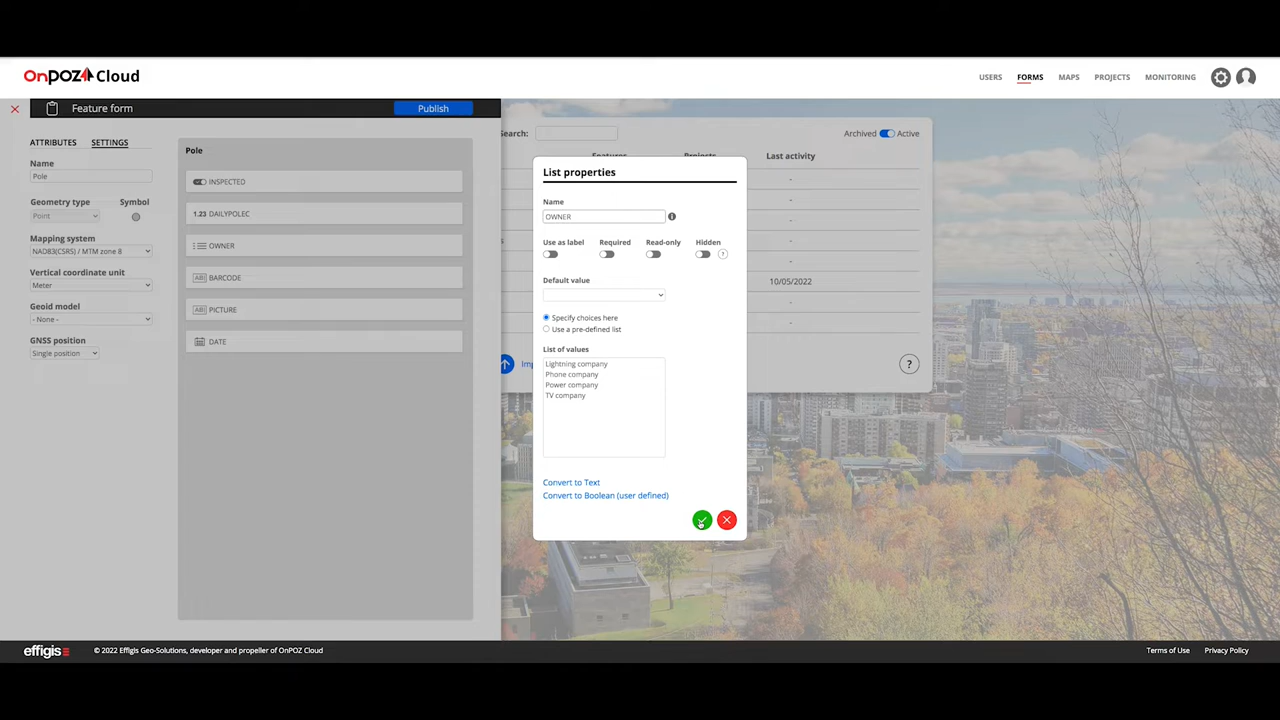 OnPOZ Cloud
USERS FORMS MAPS PROJECTS MONITORING
Feature form
Publish
ATTRIBUTES SETTINGS
Name
Pole
Geometry type Symbol
Point
Mapping system
NAD83(CSRS) / MTM zone 8
Vertical coordinate unit
Meter
Geoid model
- None -
GNSS position
Single position
Pole
INSPECTED
1.23 DAILYPOLEC
OWNER
ABI BARCODE
ABI PICTURE
DATE
Search:
Archived Active
Features Projects Last activity
-
-
-
-
-
10/05/2022
-
-
?
List properties
Name
OWNER
Use as label Required Read-only Hidden
?
Default value
Specify choices here
Use a pre-defined list
List of values
Lightning company
Phone company
Power company
TV company
Convert to Text
Convert to Boolean (user defined)
effigis
© 2022 Effigis Geo-Solutions, developer and propeller of OnPOZ Cloud
Terms of Use Privacy Policy